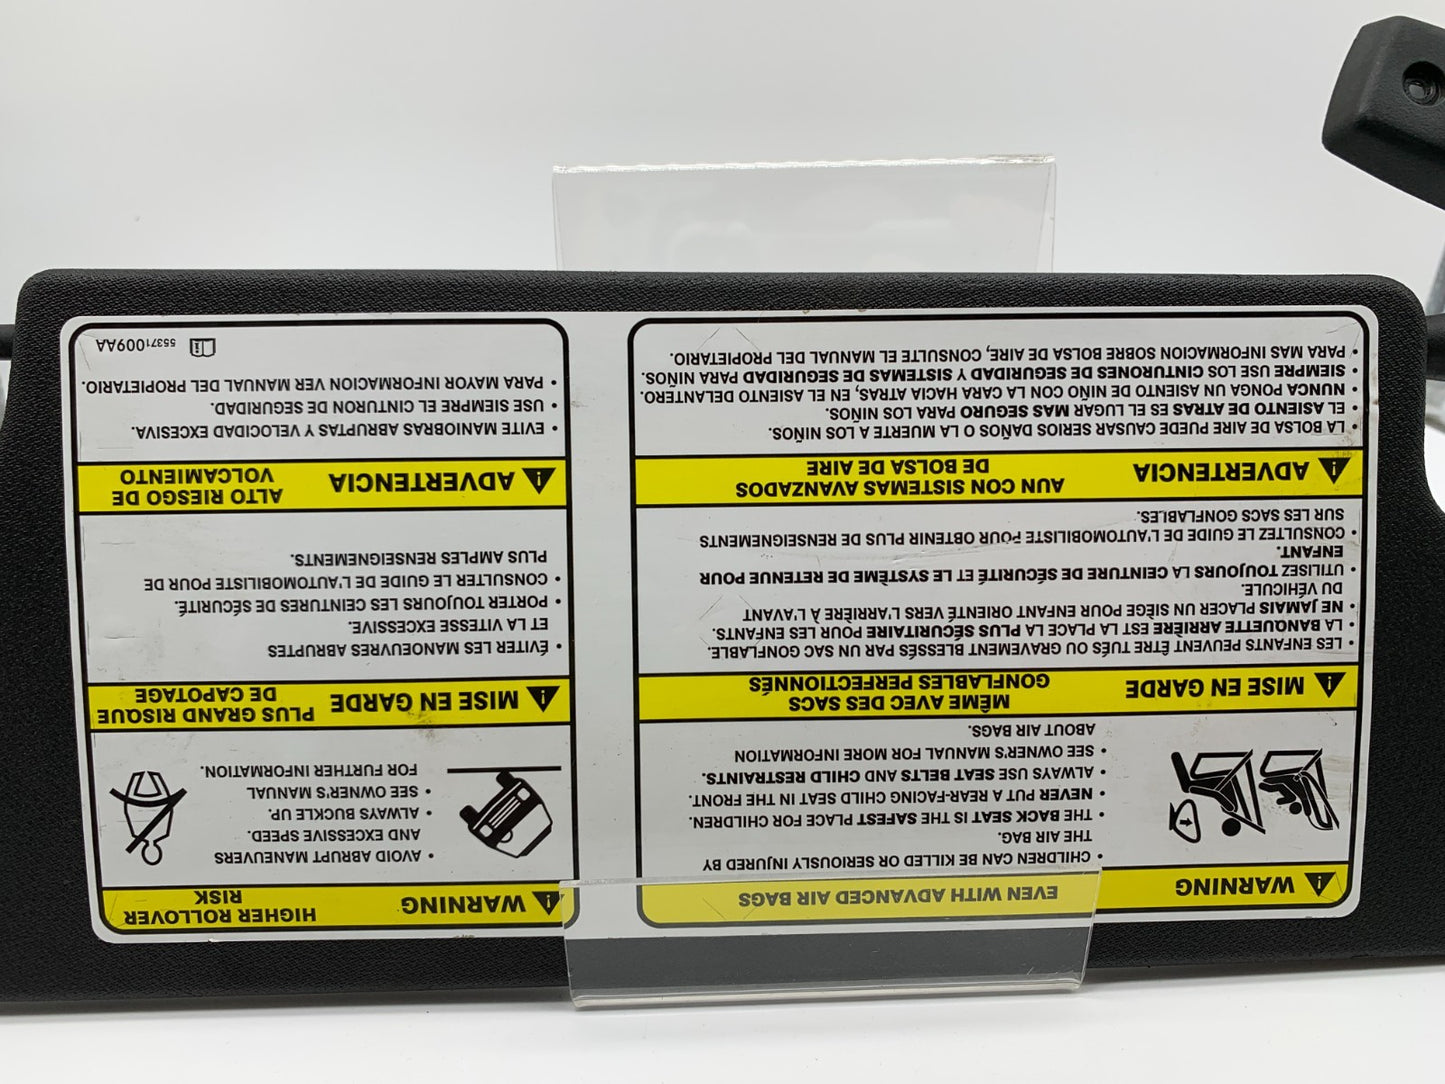 WARNING
EVEN WITH ADVANCED AIR BAGS
• CHILDREN CAN BE KILLED OR SERIOUSLY INJURED BY
THE AIR BAG.
• THE BACK SEAT IS THE SAFEST PLACE FOR CHILDREN.
• NEVER PUT A REAR-FACING CHILD SEAT IN THE FRONT.
• ALWAYS USE SEAT BELTS AND CHILD RESTRAINTS.
• SEE OWNER'S MANUAL FOR MORE INFORMATION
ABOUT AIR BAGS.
MISE EN GARDE
MÊME AVEC DES SACS
GONFLABLES PERFECTIONNÉS
• LES ENFANTS PEUVENT ÊTRE TUÉS OU GRAVEMENT BLESSÉS PAR UN SAC GONFLABLE.
• LA BANQUETTE ARRIÈRE EST LA PLACE LA PLUS SÉCURITAIRE POUR LES ENFANTS.
• NE JAMAIS PLACER UN SIÈGE POUR ENFANT ORIENTÉ VERS L'ARRIÈRE À L'AVANT
DU VÉHICULE.
• UTILISEZ TOUJOURS LA CEINTURE DE SÉCURITÉ ET LE SYSTÈME DE RETENUE POUR
ENFANT.
• CONSULTEZ LE GUIDE DE L'AUTOMOBILISTE POUR OBTENIR PLUS DE RENSEIGNEMENTS
SUR LES SACS GONFLABLES.
ADVERTENCIA
AUN CON SISTEMAS AVANZADOS
DE BOLSA DE AIRE
• LA BOLSA DE AIRE PUEDE CAUSAR SERIOS DAÑOS O LA MUERTE A LOS NIÑOS.
• EL ASIENTO DE ATRAS ES EL LUGAR MAS SEGURO PARA LOS NIÑOS.
• NUNCA PONGA UN ASIENTO DE NIÑO CON LA CARA HACIA ATRAS, EN EL ASIENTO DELANTERO.
• SIEMPRE USE LOS CINTURONES DE SEGURIDAD Y SISTEMAS DE SEGURIDAD PARA NIÑOS.
• PARA MAS INFORMACION SOBRE BOLSA DE AIRE, CONSULTE EL MANUAL DEL PROPIETARIO.
WARNING
HIGHER ROLLOVER
RISK
• AVOID ABRUPT MANEUVERS
AND EXCESSIVE SPEED.
• ALWAYS BUCKLE UP.
• SEE OWNER'S MANUAL
FOR FURTHER INFORMATION.
MISE EN GARDE
PLUS GRAND RISQUE
DE CAPOTAGE
• ÉVITER LES MANOEUVRES ABRUPTES
ET LA VITESSE EXCESSIVE.
• PORTER TOUJOURS LES CEINTURES DE SÉCURITÉ.
• CONSULTER LE GUIDE DE L'AUTOMOBILISTE POUR DE
PLUS AMPLES RENSEIGNEMENTS.
ADVERTENCIA
ALTO RIESGO DE
VOLCAMIENTO
• EVITE MANIOBRAS ABRUPTAS Y VELOCIDAD EXCESIVA.
• USE SIEMPRE EL CINTURON DE SEGURIDAD.
• PARA MAYOR INFORMACION VER MANUAL DEL PROPIETARIO.
55371009AA